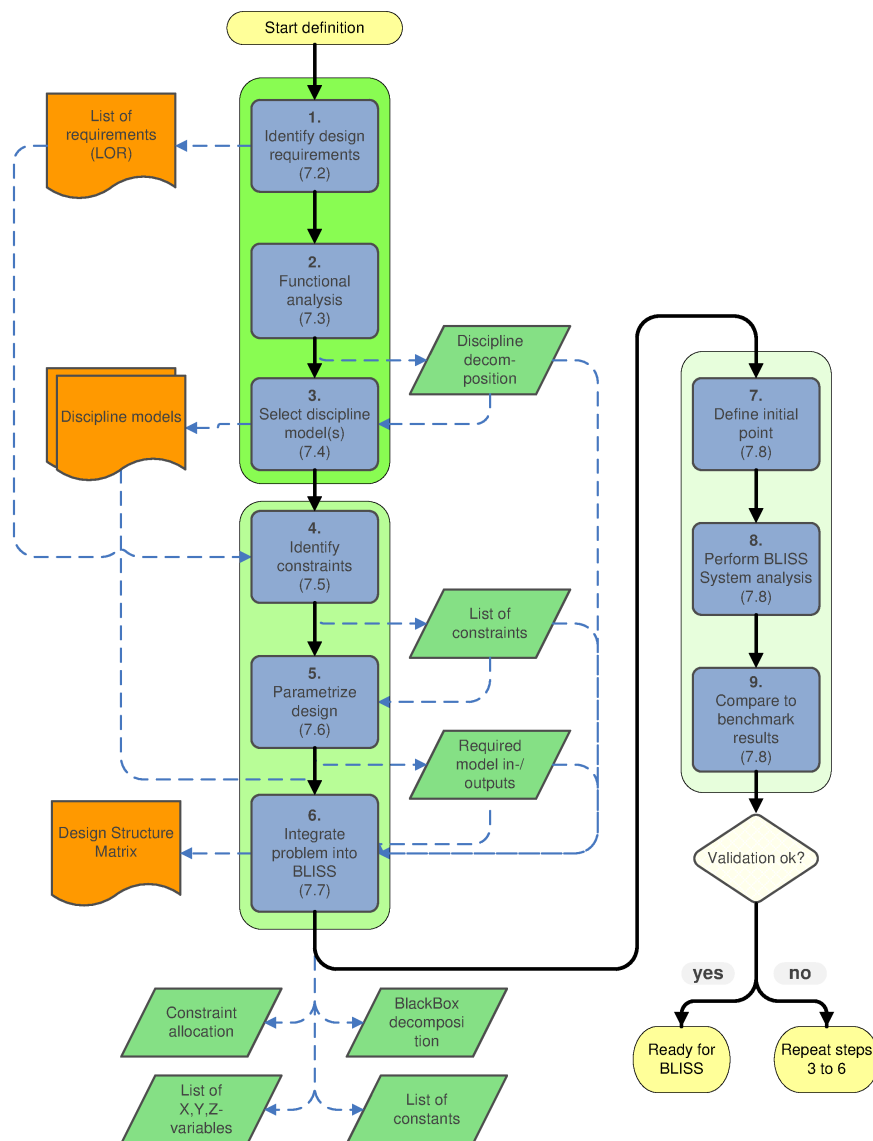 Start definition
List of
requirements
(LOR)
1.
Identify design
requirements
(7.2)
2.
Functional
analysis
(7.3)
Discipline
decom-
position
Discipline models
3.
Select discipline
model(s)
(7.4)
4.
Identify
constraints
(7.5)
List of
constraints
5.
Parametrize
design
(7.6)
Required
model in-/
outputs
Design Structure
Matrix
6.
Integrate
problem into
BLISS
(7.7)
Constraint
allocation
BlackBox
decomposi
tion
List of
X,Y,Z-
variables
List of
constants
7.
Define initial
point
(7.8)
8.
Perform BLISS
System analysis
(7.8)
9.
Compare to
benchmark
results
(7.8)
Validation ok?
yes
no
Ready for
BLISS
Repeat steps
3 to 6